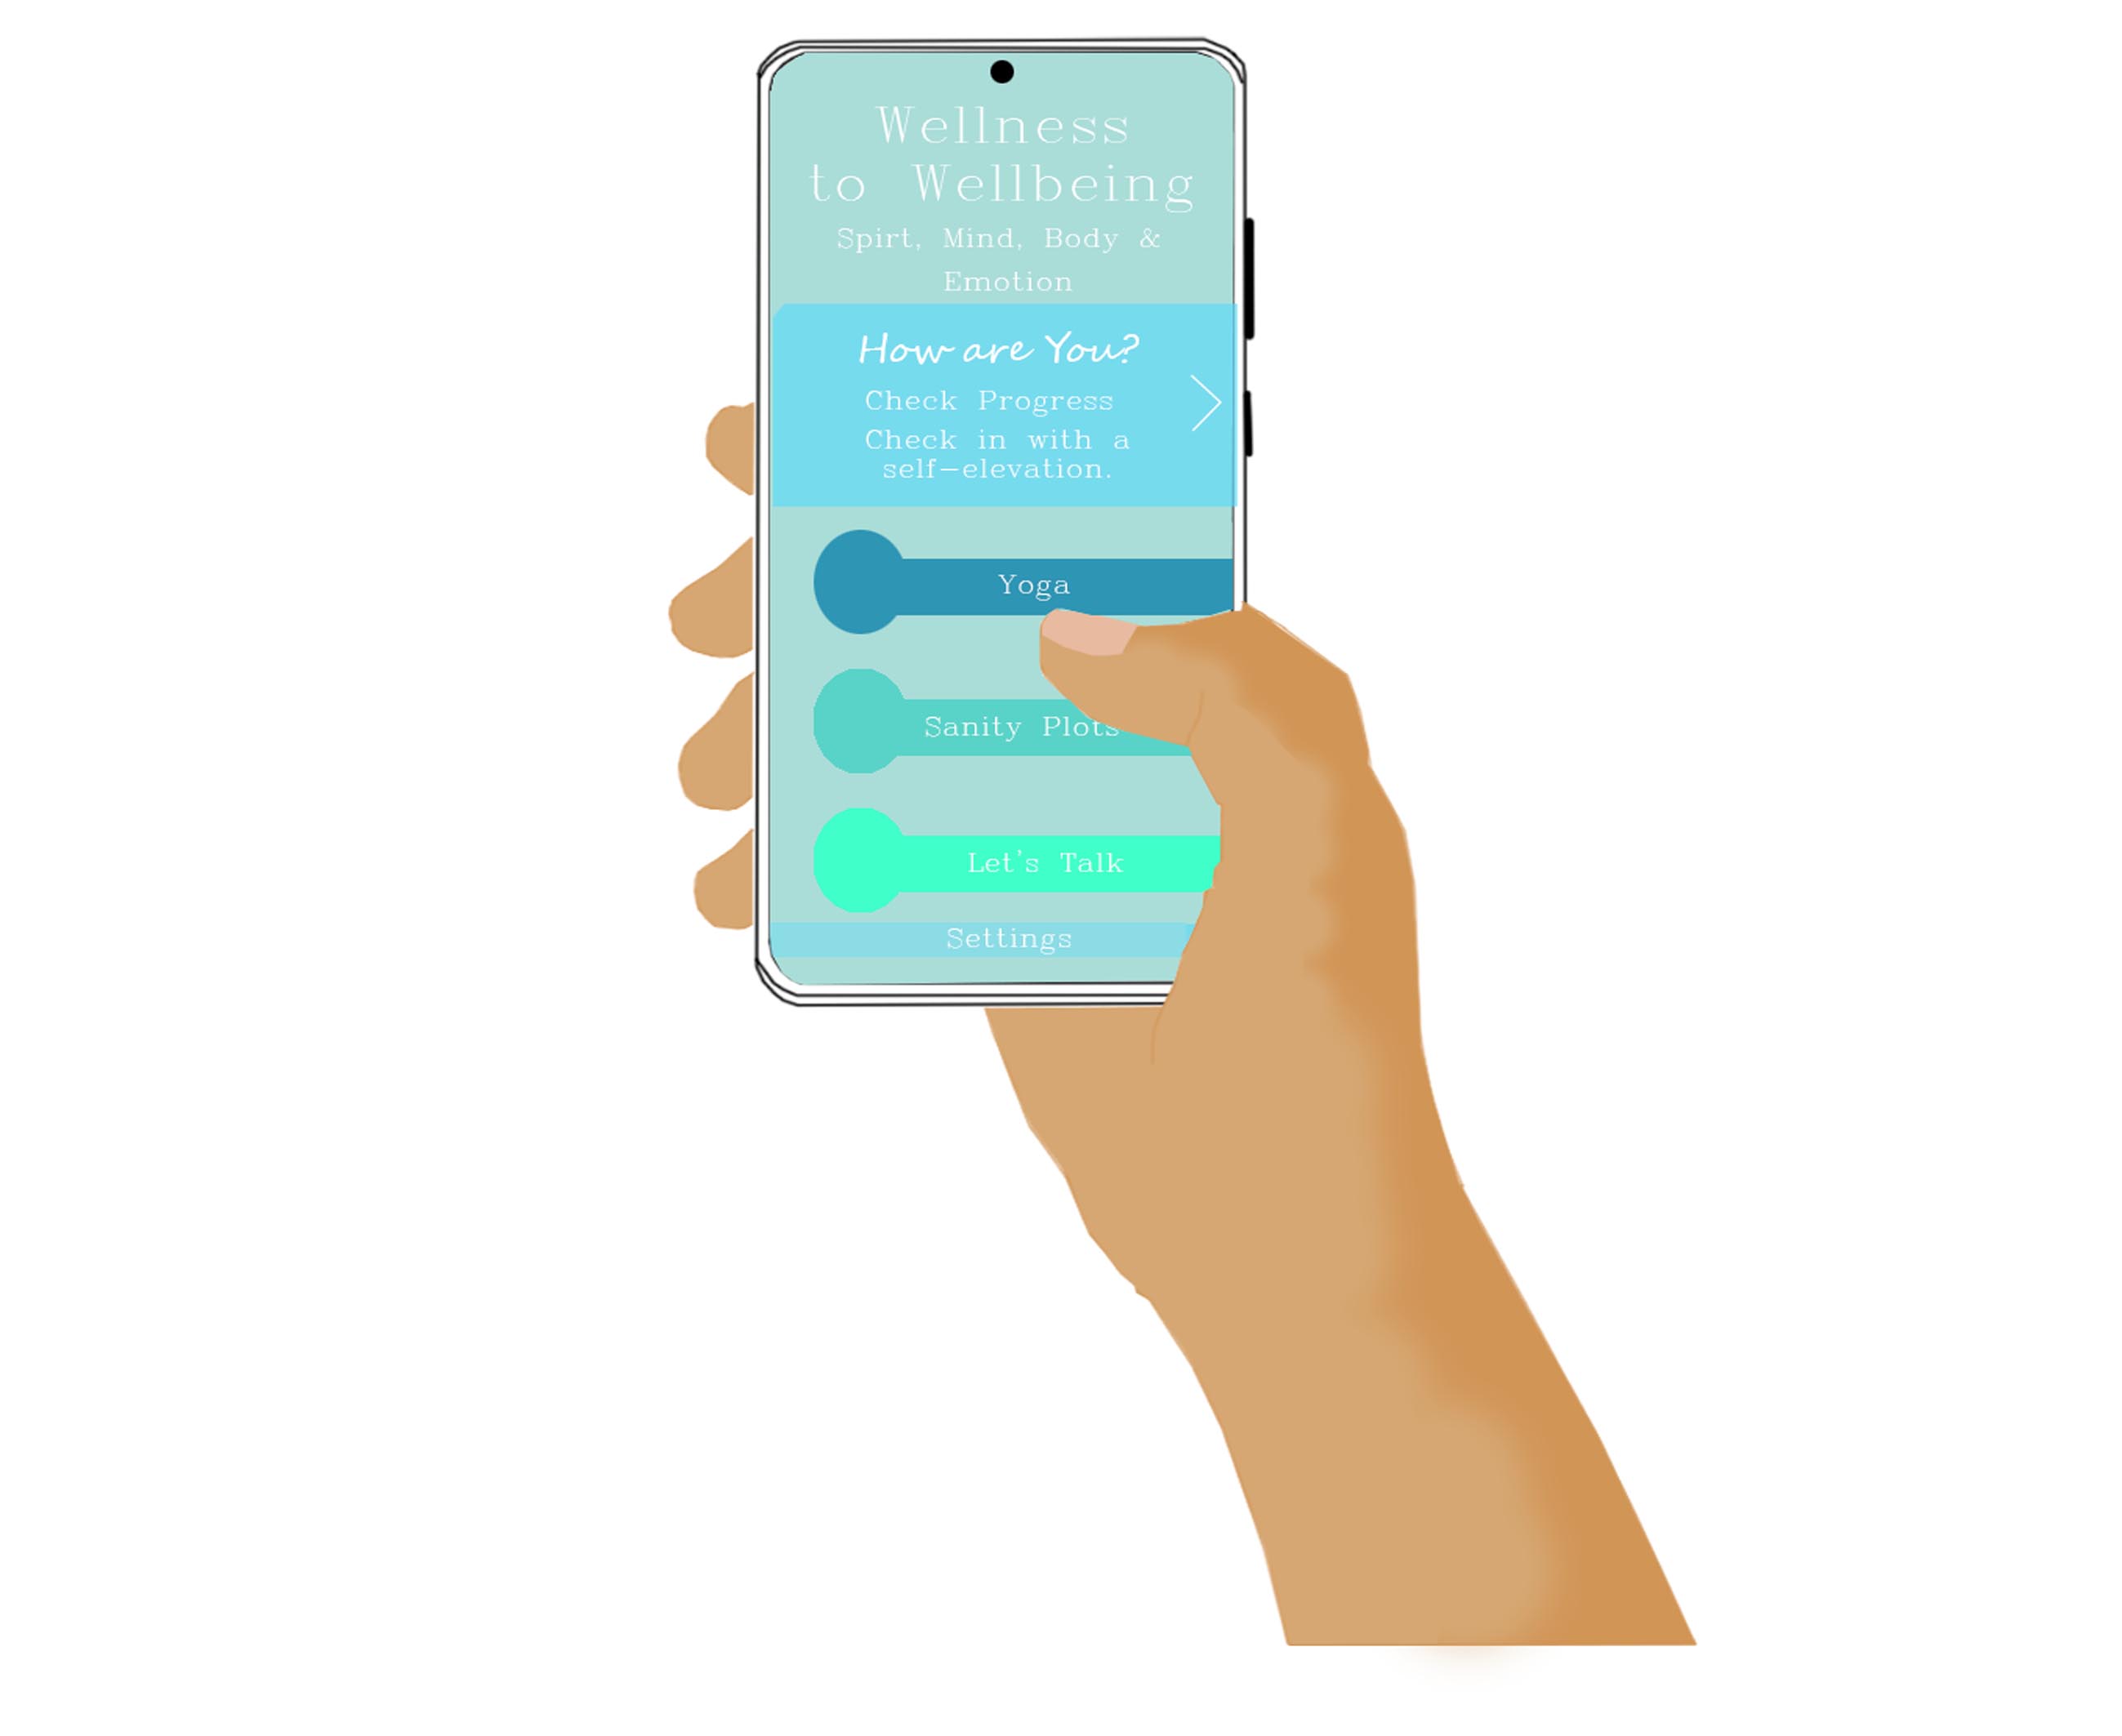 Wellness
to Wellbeing
Spirt, Mind, Body &
Emotion
How are You?
Check Progress
Check in with a
self-elevation.
Yoga
Sanity Plots
Let's Talk
Settings